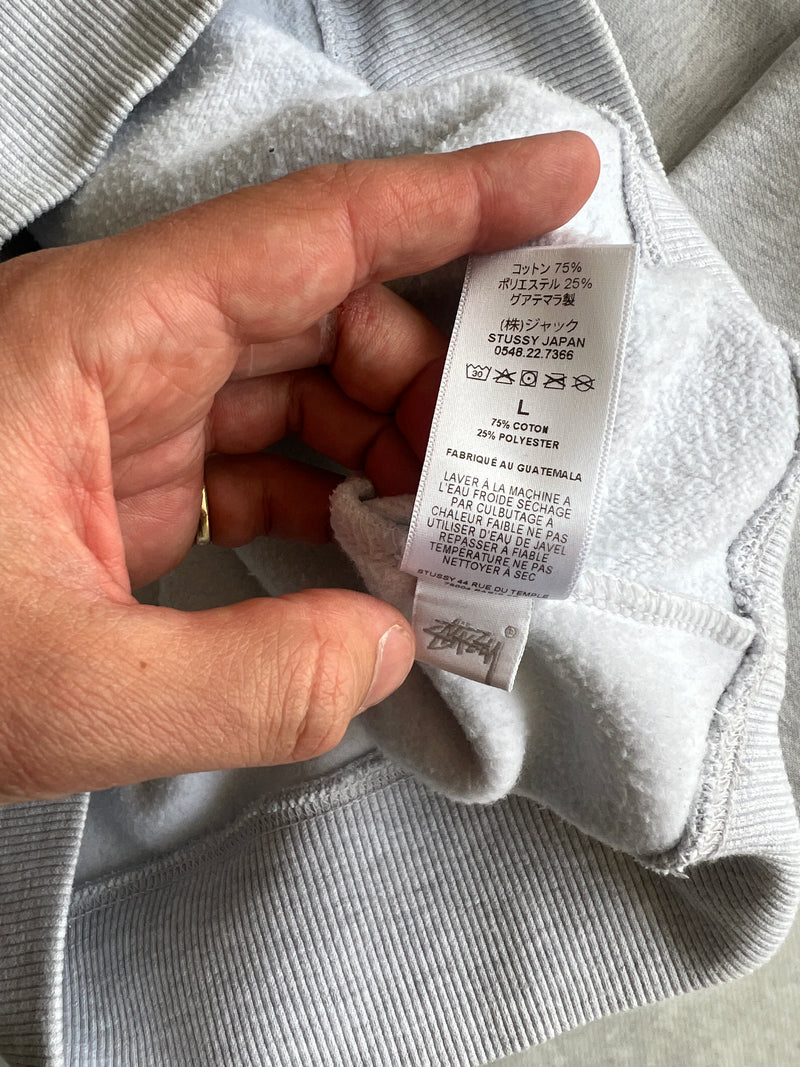 コットン 75%
ポリエステル 25%
グアテマラ製
(株)ジャック
STUSSY JAPAN
0548.22.7366
30
L
75% COTON
25% POLYESTER
FABRIQUÉ AU GUATEMALA
LAVER À LA MACHINE A
L'EAU FROIDE SÉCHAGE
PAR CULBUTAGE A
CHALEUR FAIBLE NE PAS
UTILISER D'EAU DE JAVEL
REPASSER À FIABLE
TEMPÉRATURE NE PAS
NETTOYER À SEC
STUSSY 44 RUE DU TEMPLE
Stüssy ®